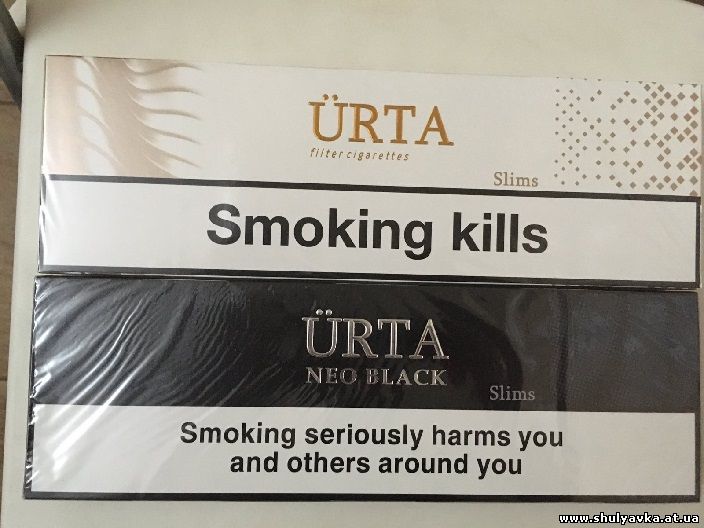 ÜRTA
filter cigarettes
Slims
Smoking kills
ÜRTA
NEO BLACK
Slims
Smoking seriously harms you
and others around you
www.shulyavka.at.ua